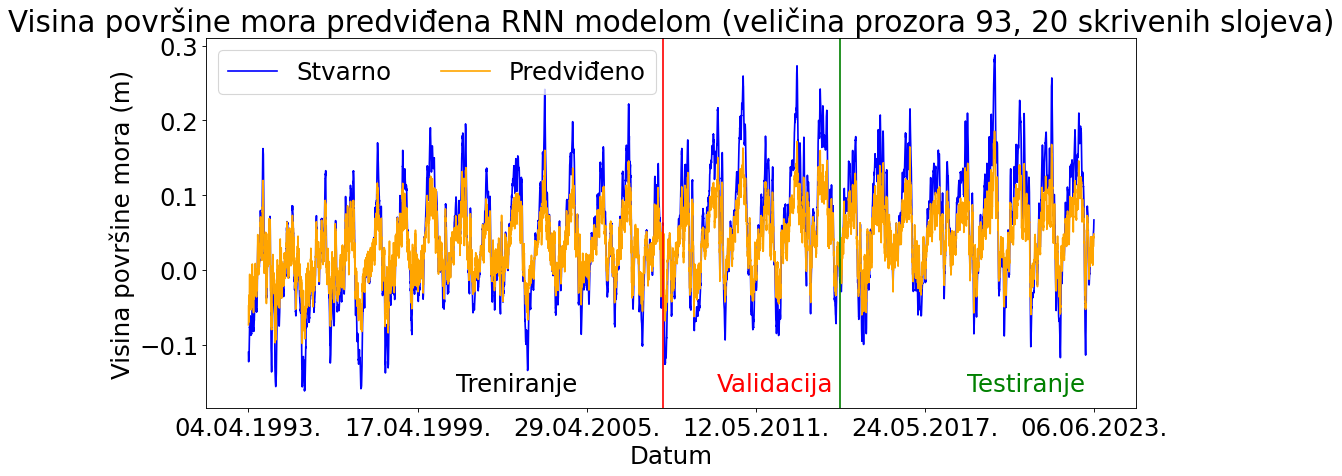 Visina površine mora predviđena RNN modelom (veličina prozora 93, 20 skrivenih slojeva)
Stvarno
Predviđeno
Visina površine mora (m)
0.3
0.2
0.1
0.0
−0.1
Treniranje
Validacija
Testiranje
04.04.1993.
17.04.1999.
29.04.2005.
12.05.2011.
24.05.2017.
06.06.2023.
Datum